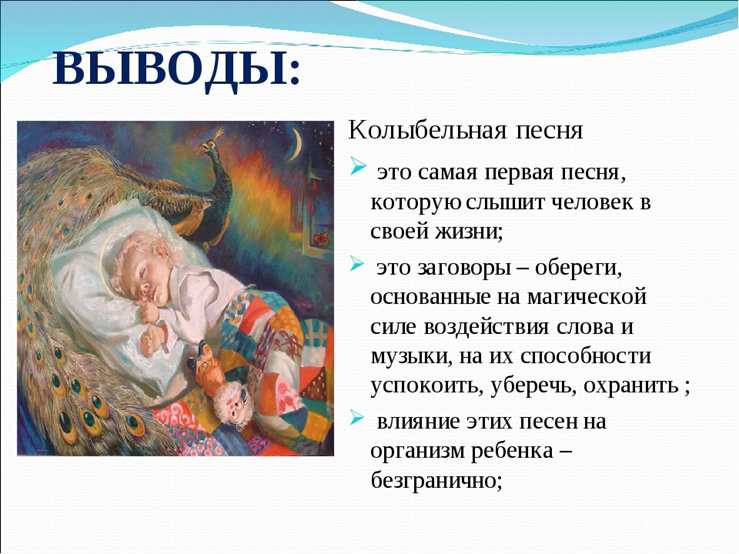 ВЫВОДЫ:
Колыбельная песня
это самая первая песня,
которую слышит человек в
своей жизни;
это заговоры – обереги,
основанные на магической
силе воздействия слова и
музыки, на их способности
успокоить, уберечь, охранить ;
влияние этих песен на
организм ребенка –
безгранично;